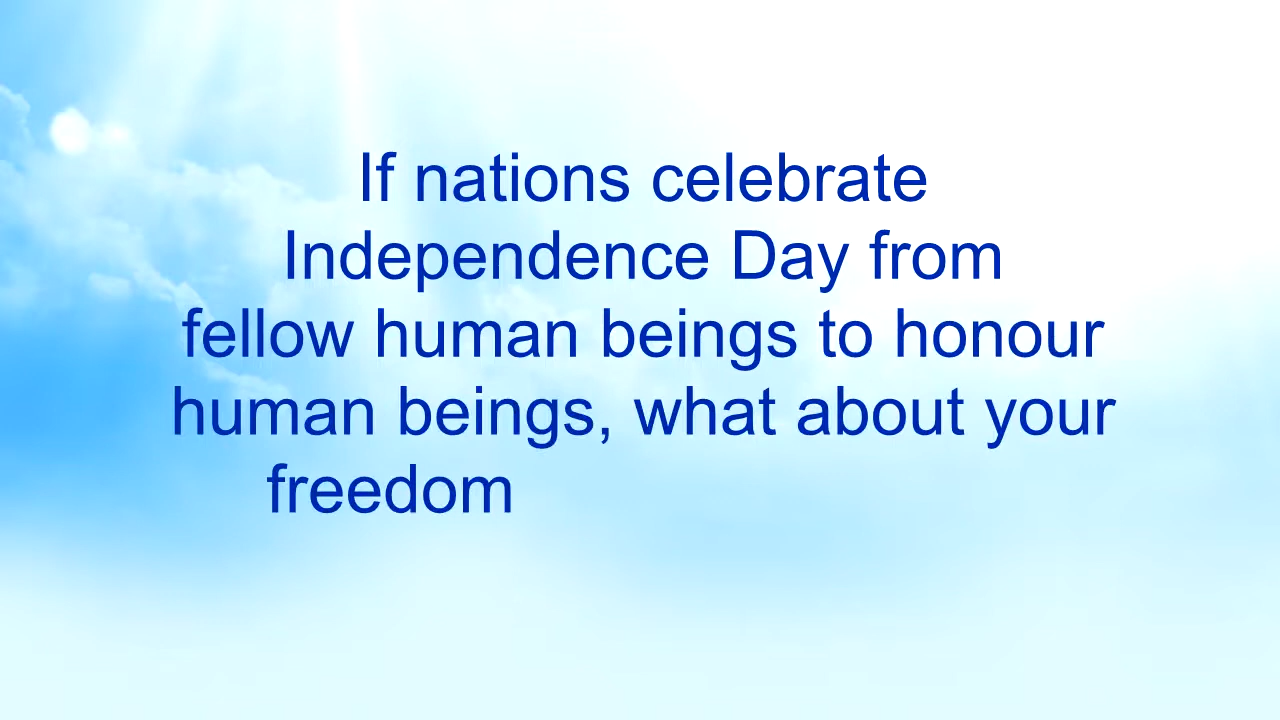 If nations celebrate
Independence Day from
fellow human beings to honour
human beings, what about your
freedom